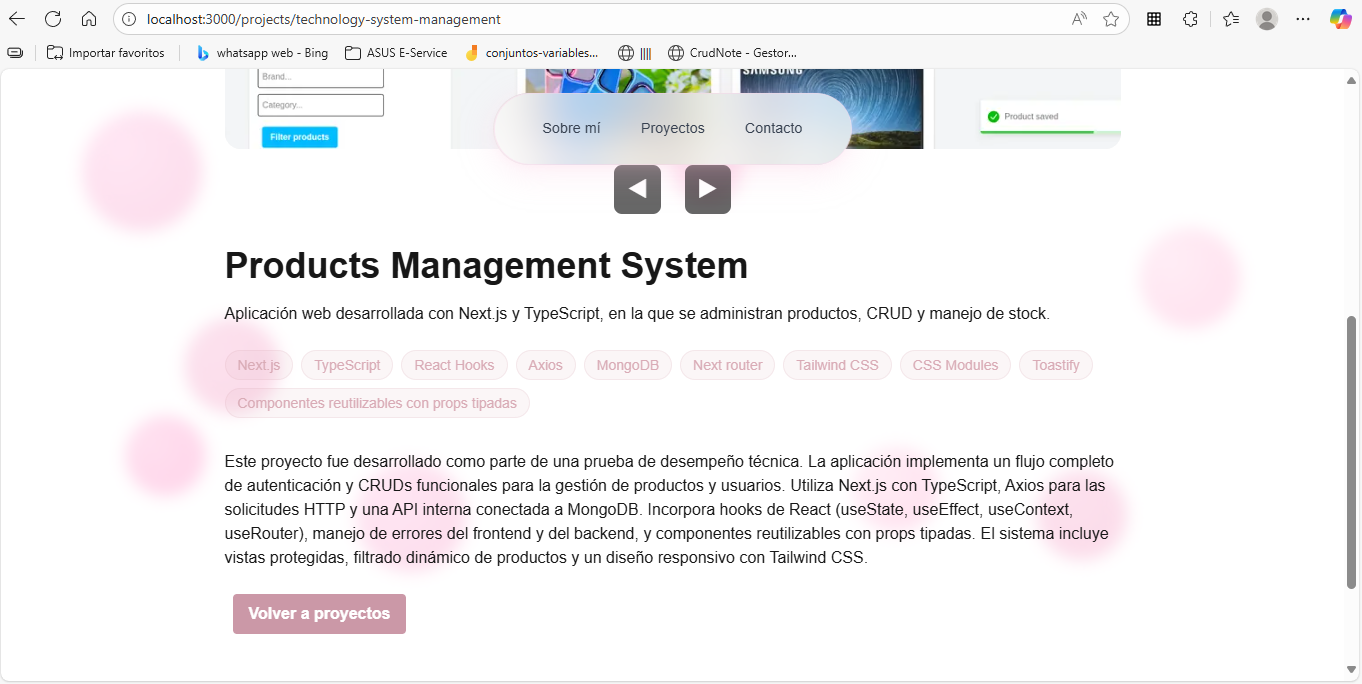 localhost:3000/projects/technology-system-management
Importar favoritos
whatsapp web - Bing
ASUS E-Service
conjuntos-variables...
||||
CrudNote - Gestor...
Brand...
SAMSUNG
Category...
Product saved
Filter products
Sobre mí Proyectos Contacto
Products Management System
Aplicación web desarrollada con Next.js y TypeScript, en la que se administran productos, CRUD y manejo de stock.
Next.js TypeScript React Hooks Axios MongoDB Next router Tailwind CSS CSS Modules Toastify
Componentes reutilizables con props tipadas
Este proyecto fue desarrollado como parte de una prueba de desempeño técnica. La aplicación implementa un flujo completo
de autenticación y CRUDs funcionales para la gestión de productos y usuarios. Utiliza Next.js con TypeScript, Axios para las
solicitudes HTTP y una API interna conectada a MongoDB. Incorpora hooks de React (useState, useEffect, useContext,
useRouter), manejo de errores del frontend y del backend, y componentes reutilizables con props tipadas. El sistema incluye
vistas protegidas, filtrado dinámico de productos y un diseño responsivo con Tailwind CSS.
Volver a proyectos